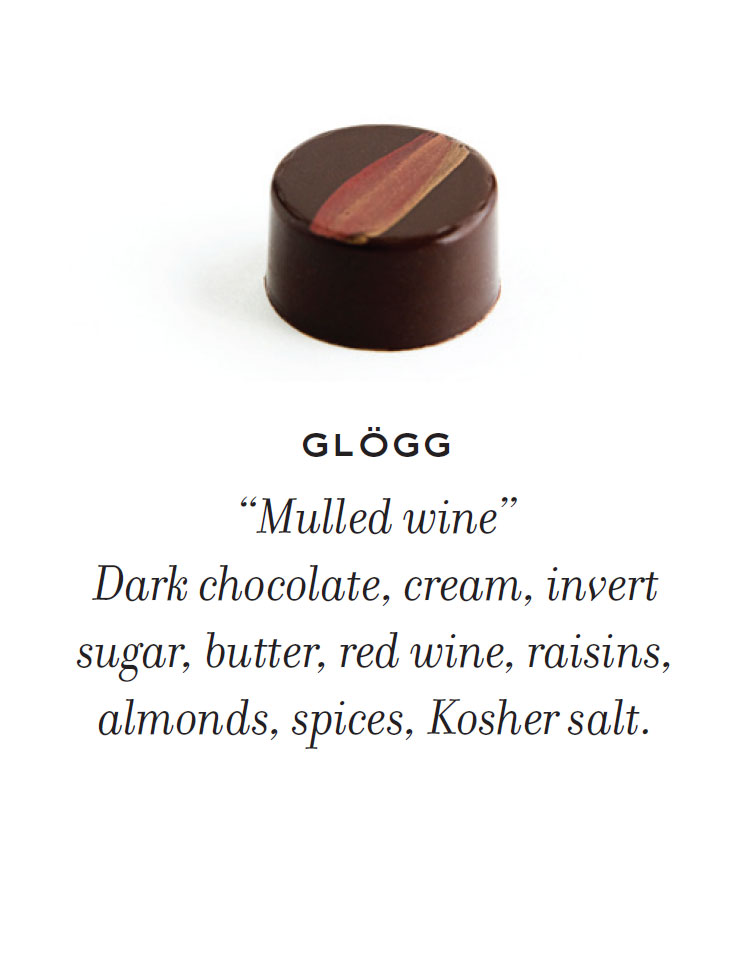 GLÖGG
“Mulled wine”
Dark chocolate, cream, invert
sugar, butter, red wine, raisins,
almonds, spices, Kosher salt.